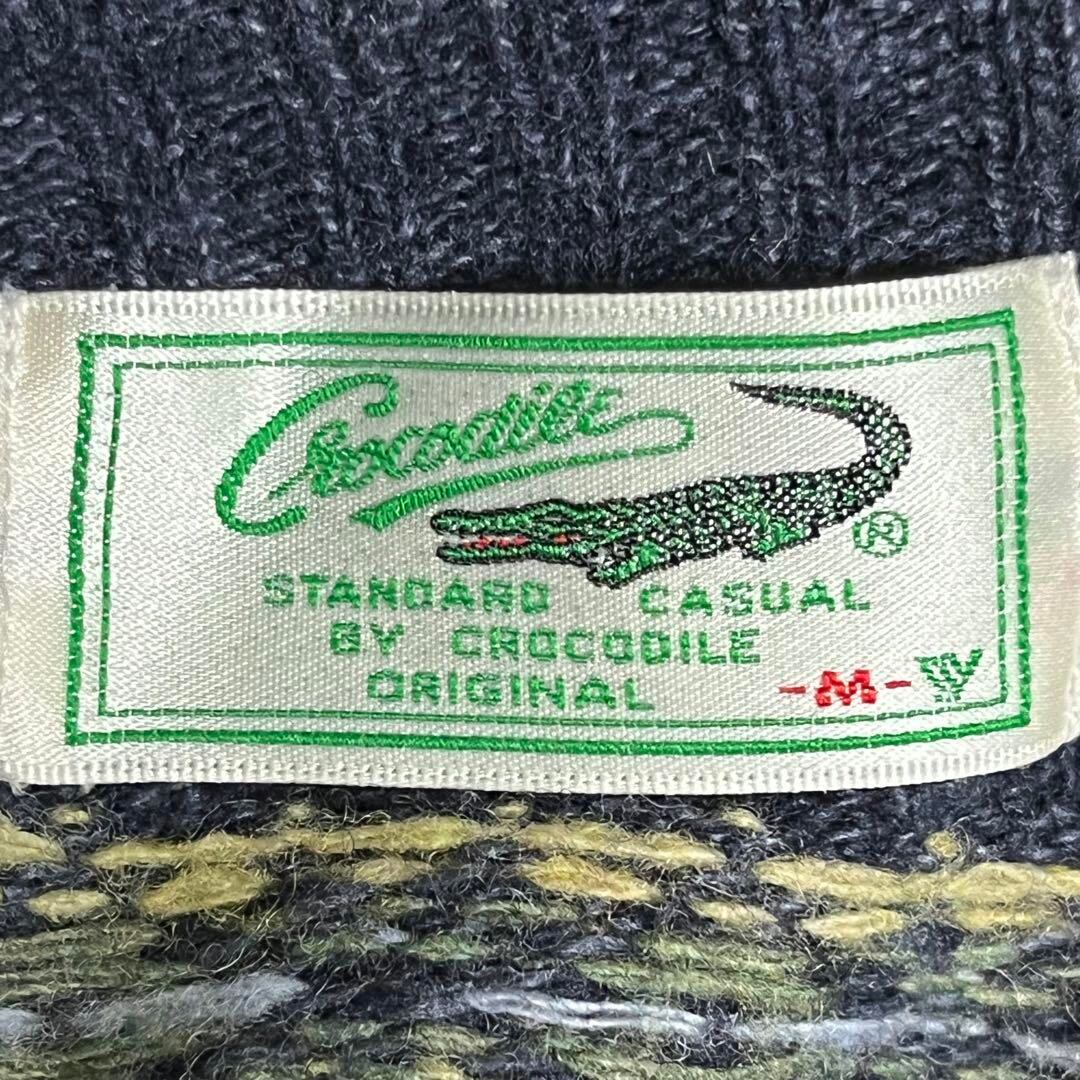 Crocodile
®
STANDARD CASUAL
BY CROCODILE
ORIGINAL
-M-